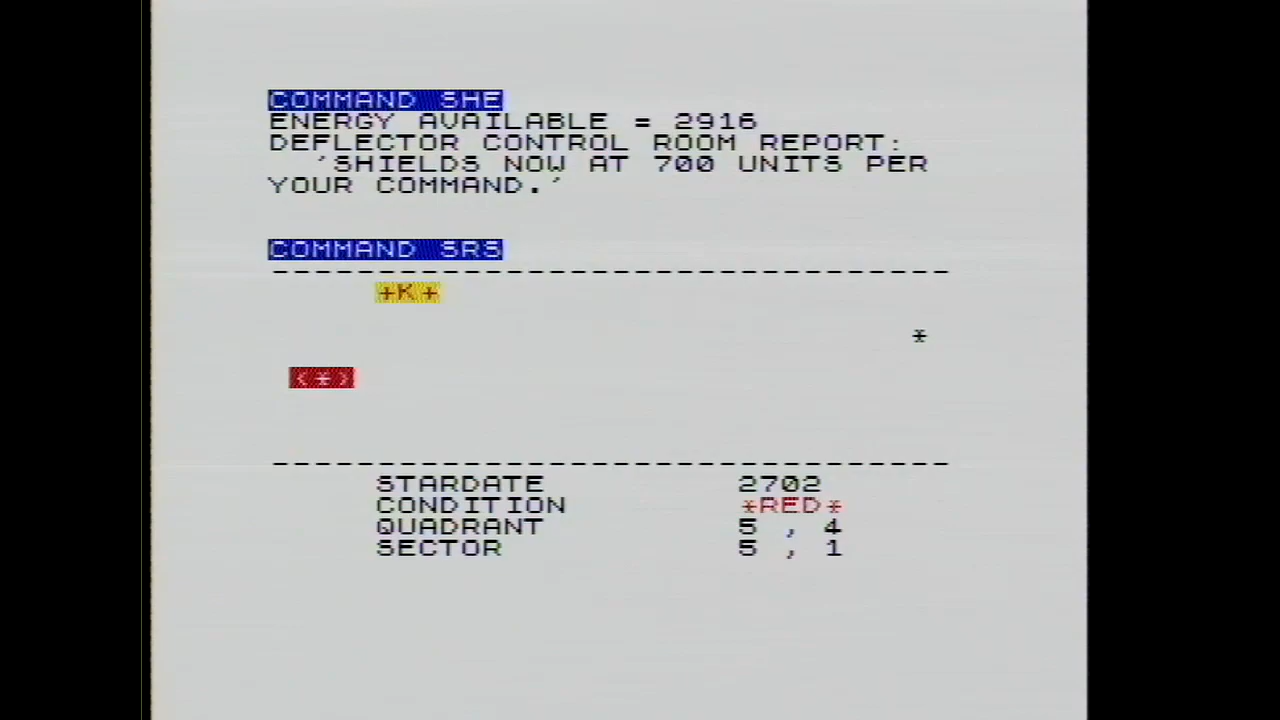 COMMAND SHE
ENERGY AVAILABLE = 2916
DEFLECTOR CONTROL ROOM REPORT:
'SHIELDS NOW AT 700 UNITS PER
YOUR COMMAND.'
COMMAND SRS
--------------------------------
+K+
*
<*>
--------------------------------
STARDATE 2702
CONDITION *RED*
QUADRANT 5 , 4
SECTOR 5 , 1